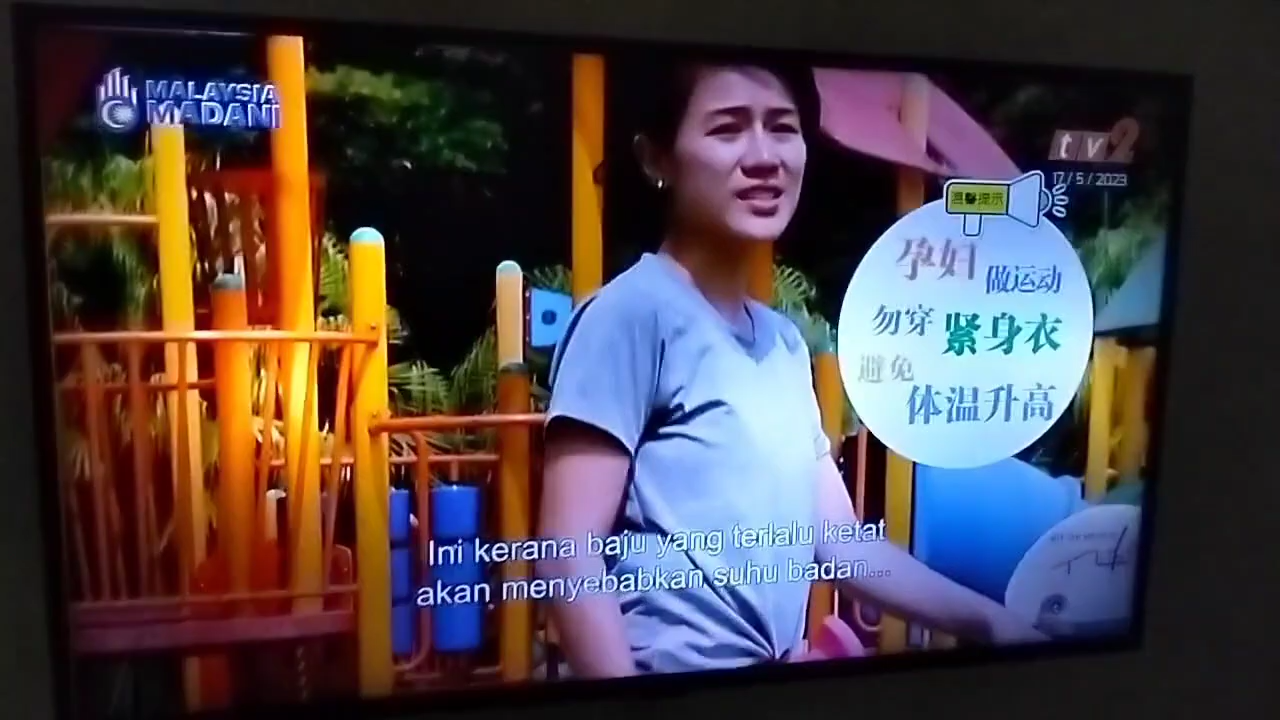 MALAYSIA
MADANI
tv2
17/5/2023
温馨提示
孕妇 做运动
勿穿 紧身衣
避免
体温升高
Ini kerana baju yang terlalu ketat
akan menyebabkan suhu badan...